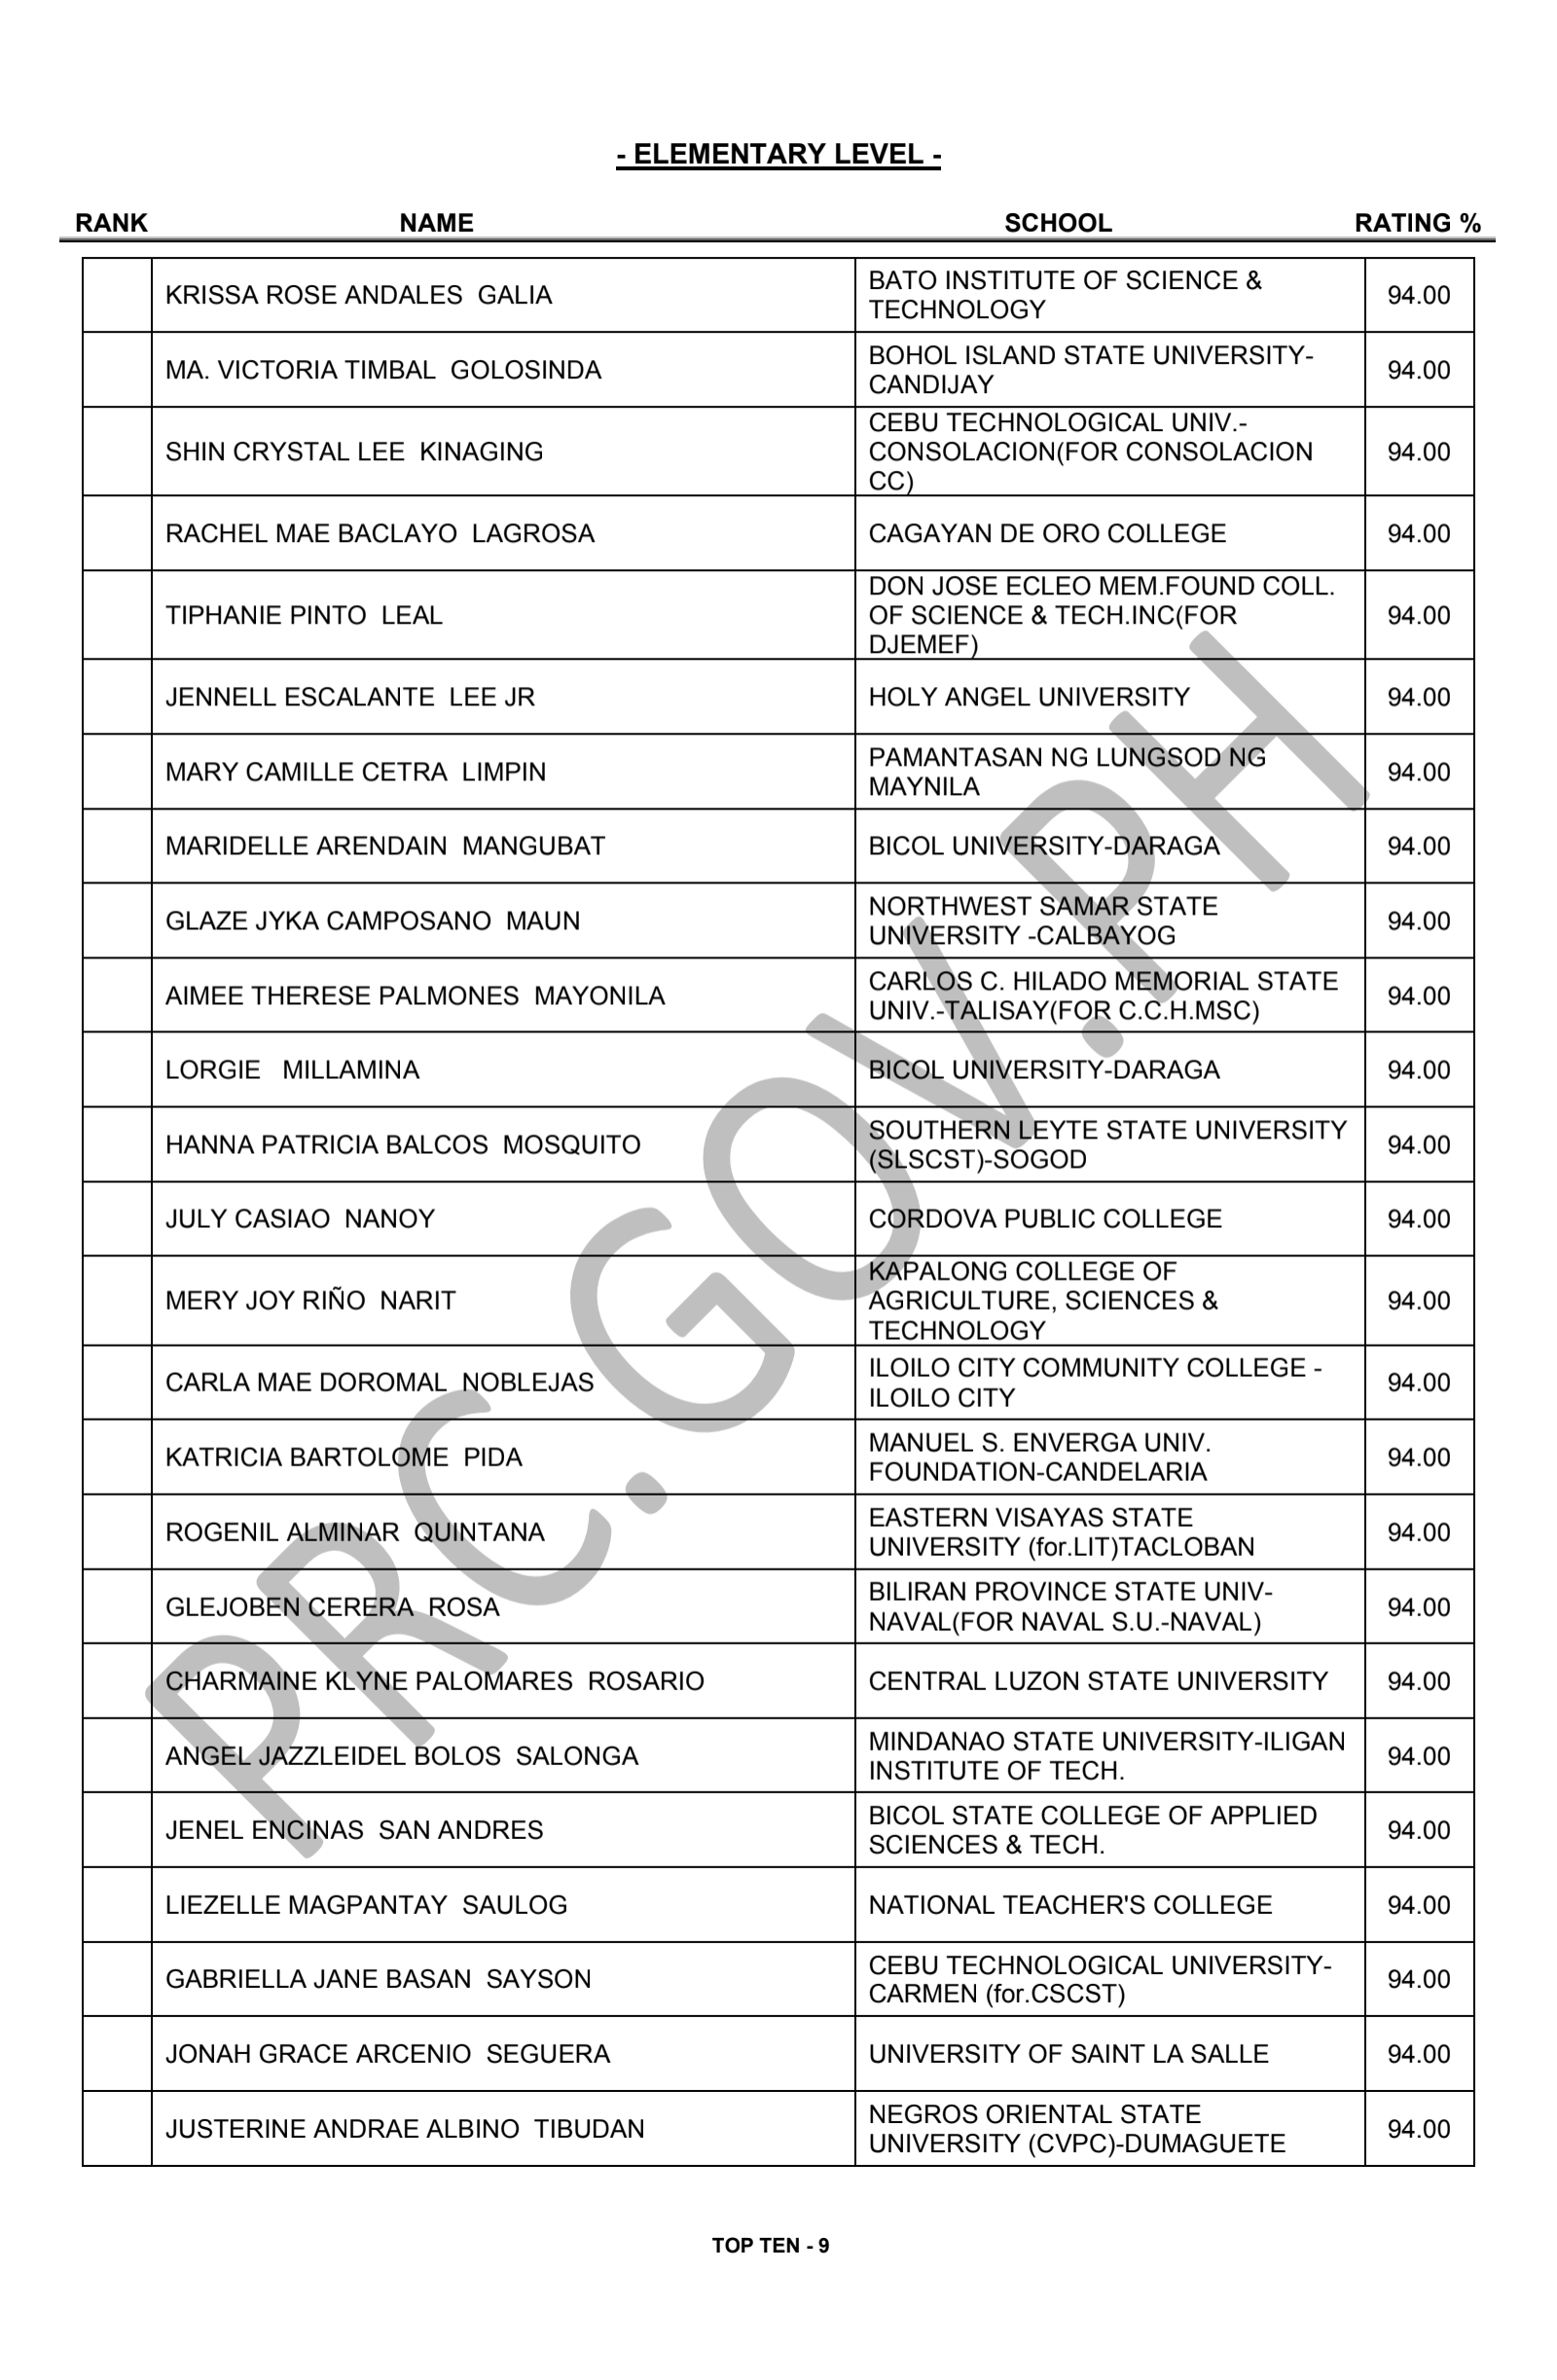 - ELEMENTARY LEVEL -
RANK NAME SCHOOL RATING %
KRISSA ROSE ANDALES  GALIA
BATO INSTITUTE OF SCIENCE &
TECHNOLOGY
94.00
MA. VICTORIA TIMBAL  GOLOSINDA
BOHOL ISLAND STATE UNIVERSITY-
CANDIJAY
94.00
SHIN CRYSTAL LEE  KINAGING
CEBU TECHNOLOGICAL UNIV.-
CONSOLACION(FOR CONSOLACION
CC)
94.00
RACHEL MAE BACLAYO  LAGROSA
CAGAYAN DE ORO COLLEGE
94.00
TIPHANIE PINTO  LEAL
DON JOSE ECLEO MEM.FOUND COLL.
OF SCIENCE & TECH.INC(FOR
DJEMEF)
94.00
JENNELL ESCALANTE  LEE JR
HOLY ANGEL UNIVERSITY
94.00
MARY CAMILLE CETRA  LIMPIN
PAMANTASAN NG LUNGSOD NG
MAYNILA
94.00
MARIDELLE ARENDAIN  MANGUBAT
BICOL UNIVERSITY-DARAGA
94.00
GLAZE JYKA CAMPOSANO  MAUN
NORTHWEST SAMAR STATE
UNIVERSITY -CALBAYOG
94.00
AIMEE THERESE PALMONES  MAYONILA
CARLOS C. HILADO MEMORIAL STATE
UNIV.-TALISAY(FOR C.C.H.MSC)
94.00
LORGIE   MILLAMINA
BICOL UNIVERSITY-DARAGA
94.00
HANNA PATRICIA BALCOS  MOSQUITO
SOUTHERN LEYTE STATE UNIVERSITY
(SLSCST)-SOGOD
94.00
JULY CASIAO  NANOY
CORDOVA PUBLIC COLLEGE
94.00
MERY JOY RIÑO  NARIT
KAPALONG COLLEGE OF
AGRICULTURE, SCIENCES &
TECHNOLOGY
94.00
CARLA MAE DOROMAL  NOBLEJAS
ILOILO CITY COMMUNITY COLLEGE -
ILOILO CITY
94.00
KATRICIA BARTOLOME  PIDA
MANUEL S. ENVERGA UNIV.
FOUNDATION-CANDELARIA
94.00
ROGENIL ALMINAR  QUINTANA
EASTERN VISAYAS STATE
UNIVERSITY (for.LIT)TACLOBAN
94.00
GLEJOBEN CERERA  ROSA
BILIRAN PROVINCE STATE UNIV-
NAVAL(FOR NAVAL S.U.-NAVAL)
94.00
CHARMAINE KLYNE PALOMARES  ROSARIO
CENTRAL LUZON STATE UNIVERSITY
94.00
ANGEL JAZZLEIDEL BOLOS  SALONGA
MINDANAO STATE UNIVERSITY-ILIGAN
INSTITUTE OF TECH.
94.00
JENEL ENCINAS  SAN ANDRES
BICOL STATE COLLEGE OF APPLIED
SCIENCES & TECH.
94.00
LIEZELLE MAGPANTAY  SAULOG
NATIONAL TEACHER'S COLLEGE
94.00
GABRIELLA JANE BASAN  SAYSON
CEBU TECHNOLOGICAL UNIVERSITY-
CARMEN (for.CSCST)
94.00
JONAH GRACE ARCENIO  SEGUERA
UNIVERSITY OF SAINT LA SALLE
94.00
JUSTERINE ANDRAE ALBINO  TIBUDAN
NEGROS ORIENTAL STATE
UNIVERSITY (CVPC)-DUMAGUETE
94.00
PRC.GOV.PH
TOP TEN - 9